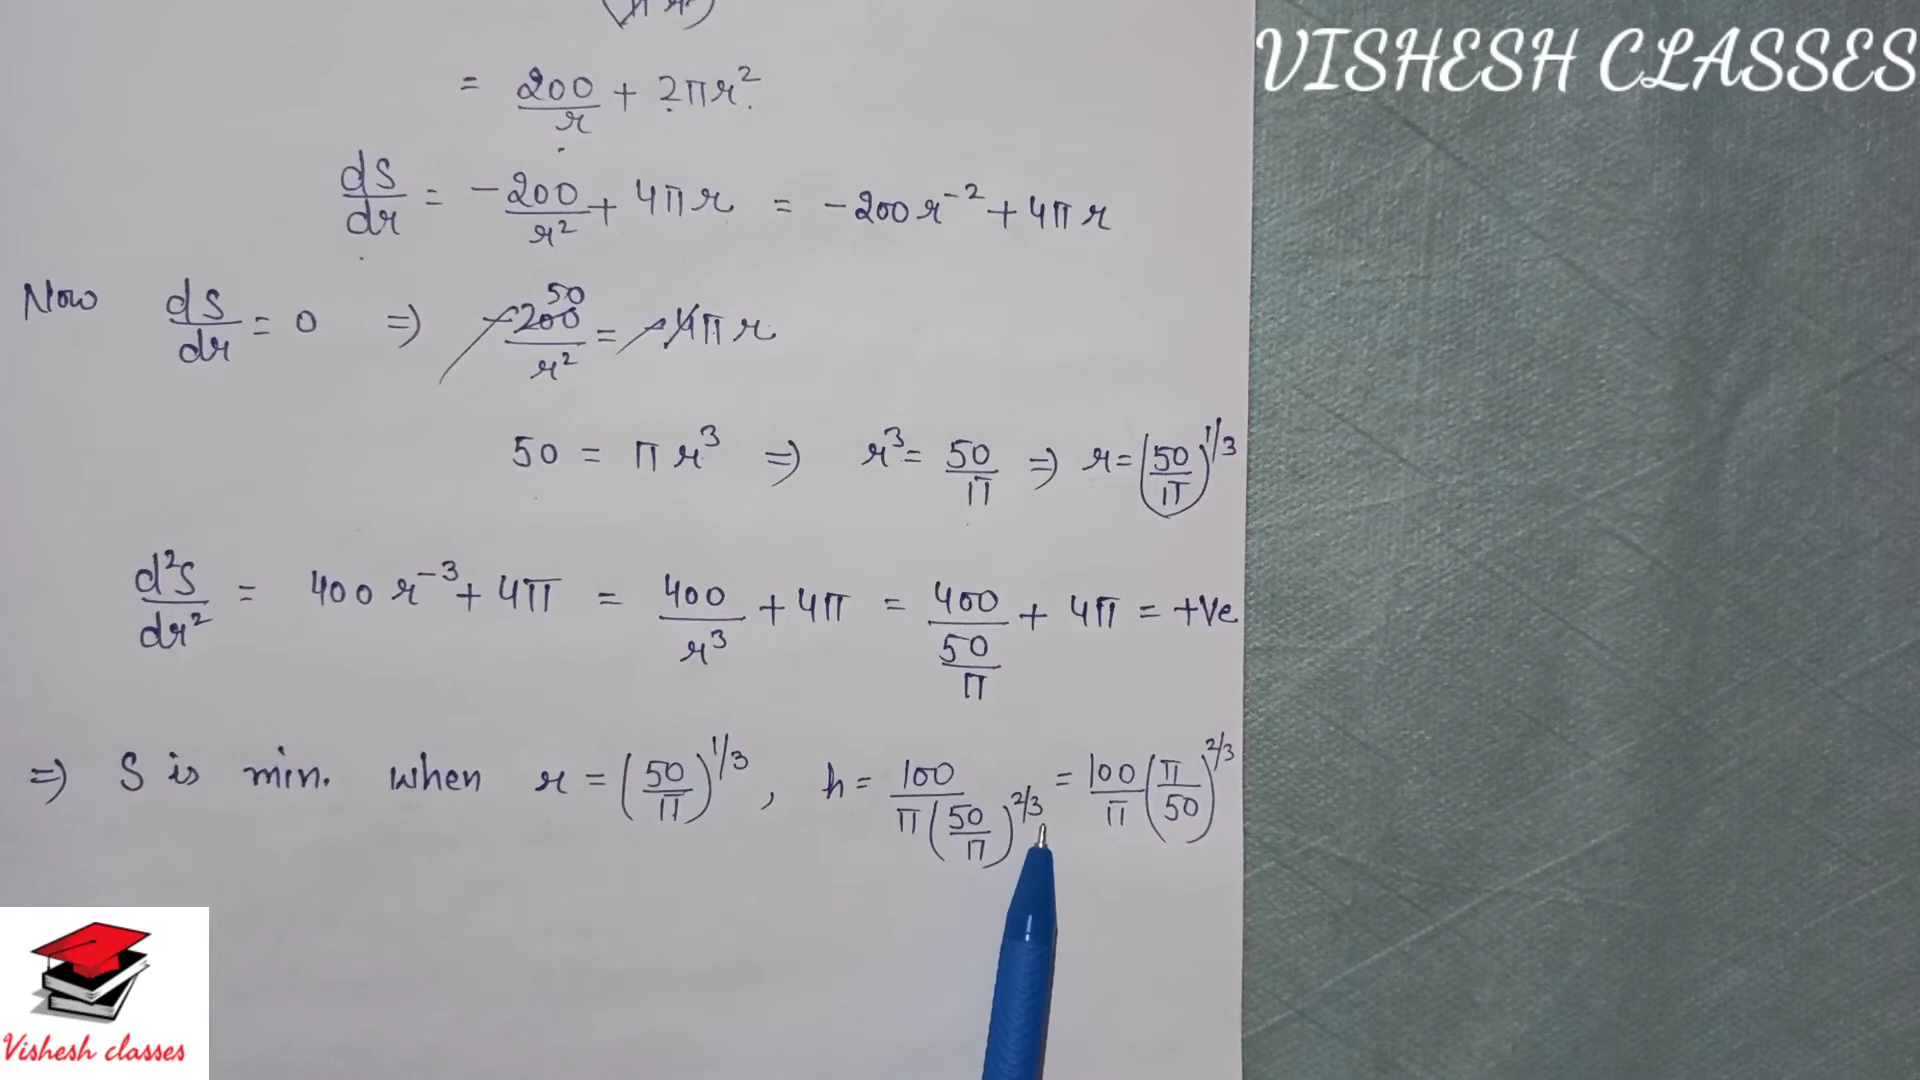 VISHESH CLASSES
= 200/r + 2πr²
dS/dr = -200/r² + 4πr = -200r⁻² + 4πr
Now dS/dr = 0 ⇒ -200/r² = -4πr
50
50 = πr³ ⇒ r³ = 50/π ⇒ r = (50/π)^1/3
d²S/dr² = 400r⁻³ + 4π = 400/r³ + 4π = 400/(50/π) + 4π = +ve
⇒ S is min. when r = (50/π)^1/3, h = 100/(π(50/π)^2/3) = 100/π (π/50)^2/3
Vishesh classes